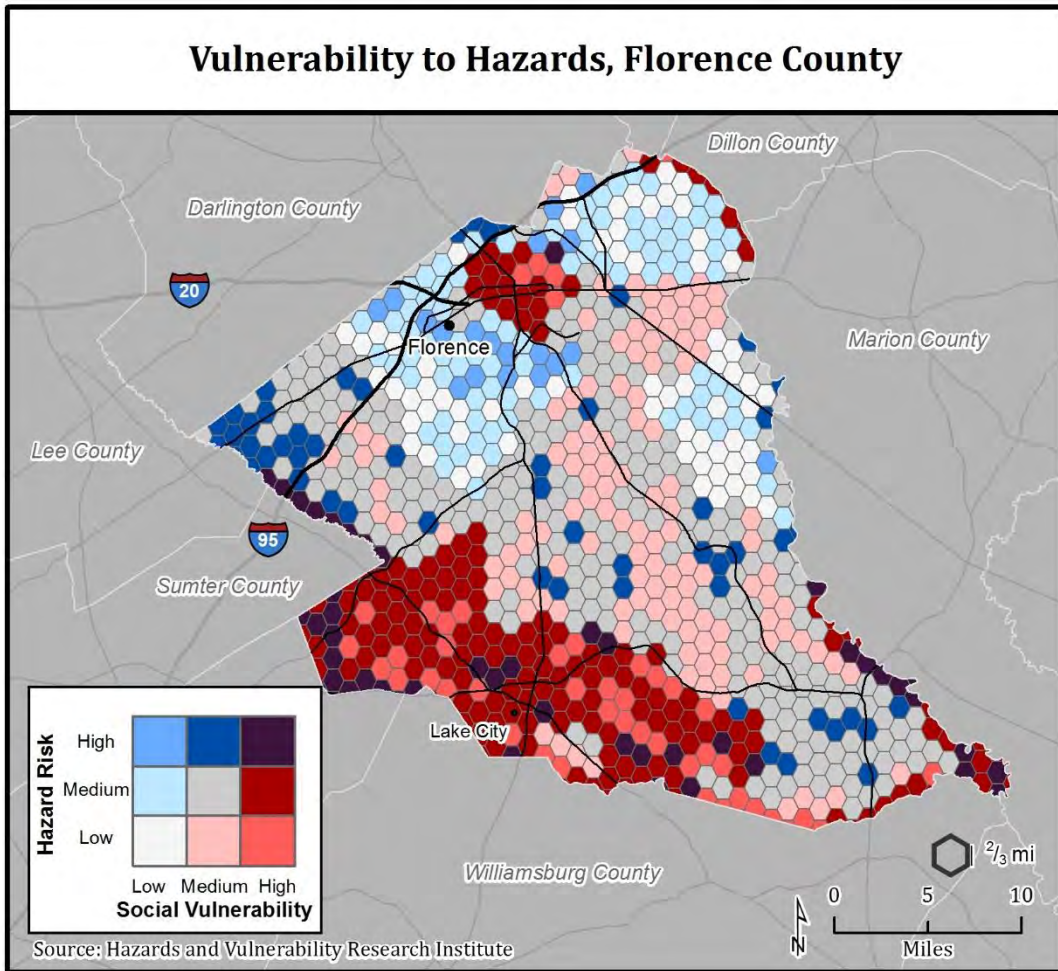 Vulnerability to Hazards, Florence County
Dillon County
Darlington County
20
Florence
Marion County
Lee County
95
Sumter County
Lake City
Williamsburg County
Hazard Risk
High
Medium
Low
Low Medium High
Social Vulnerability
2/3 mi
0 5 10
Miles
N
Source: Hazards and Vulnerability Research Institute